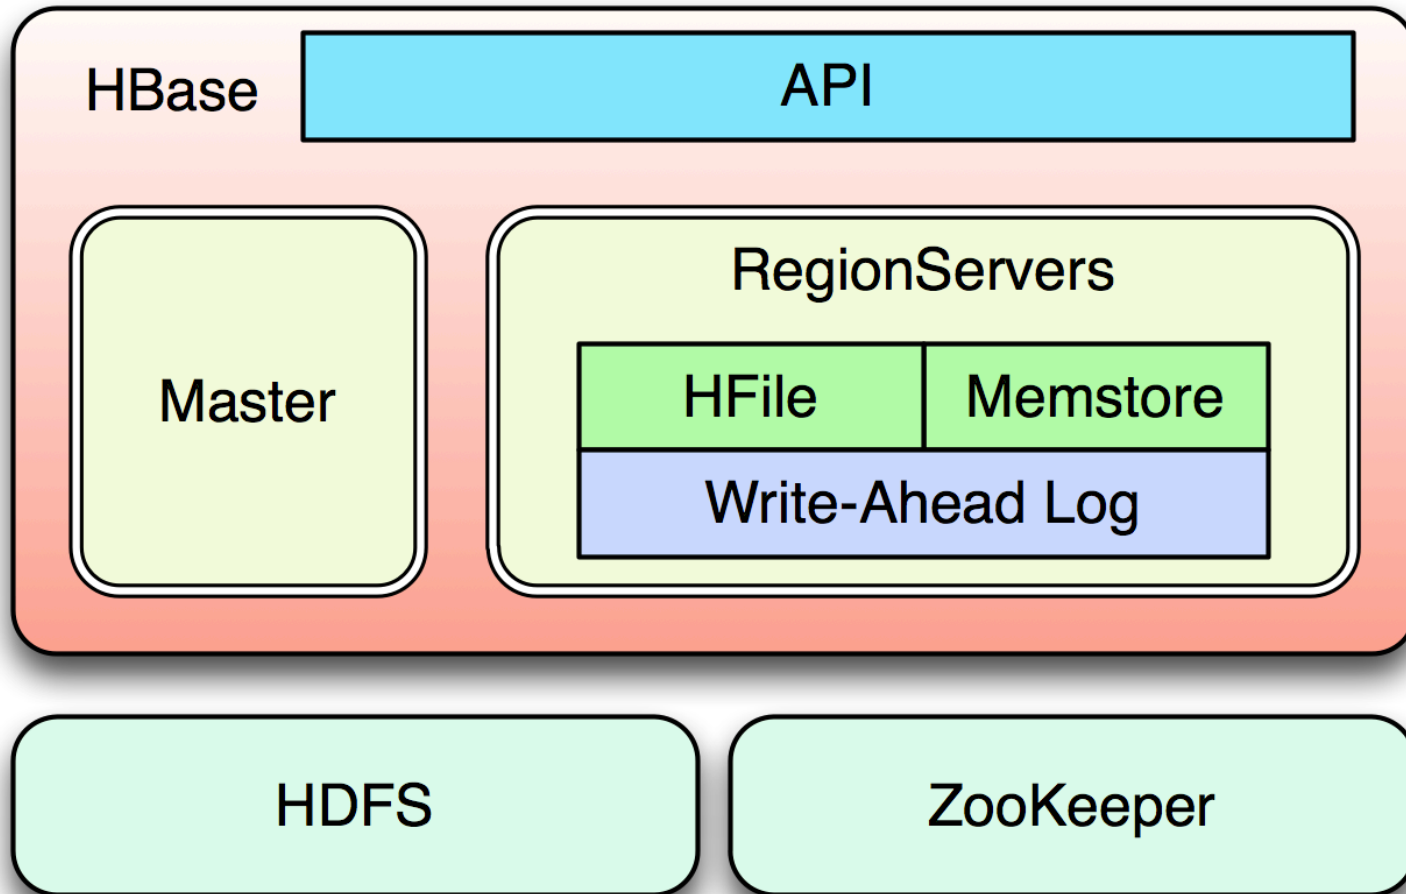 HBase
API
Master
RegionServers
HFile
Memstore
Write-Ahead Log
HDFS
ZooKeeper